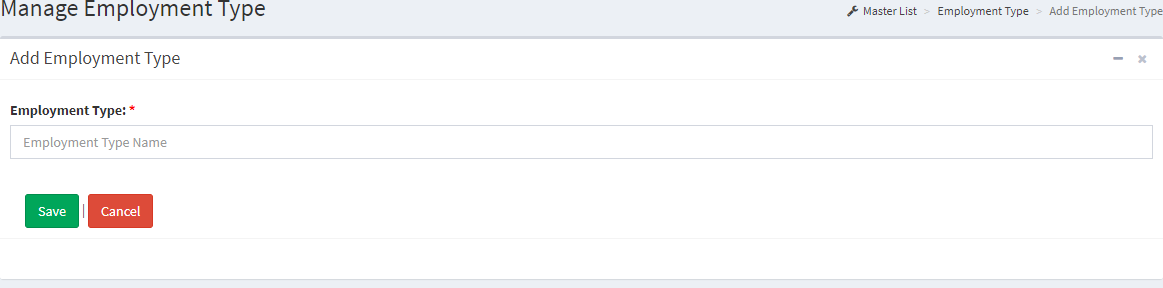 Manage Employment Type
Master List > Employment Type > Add Employment Type
Add Employment Type
Employment Type: *
Employment Type Name
Save | Cancel